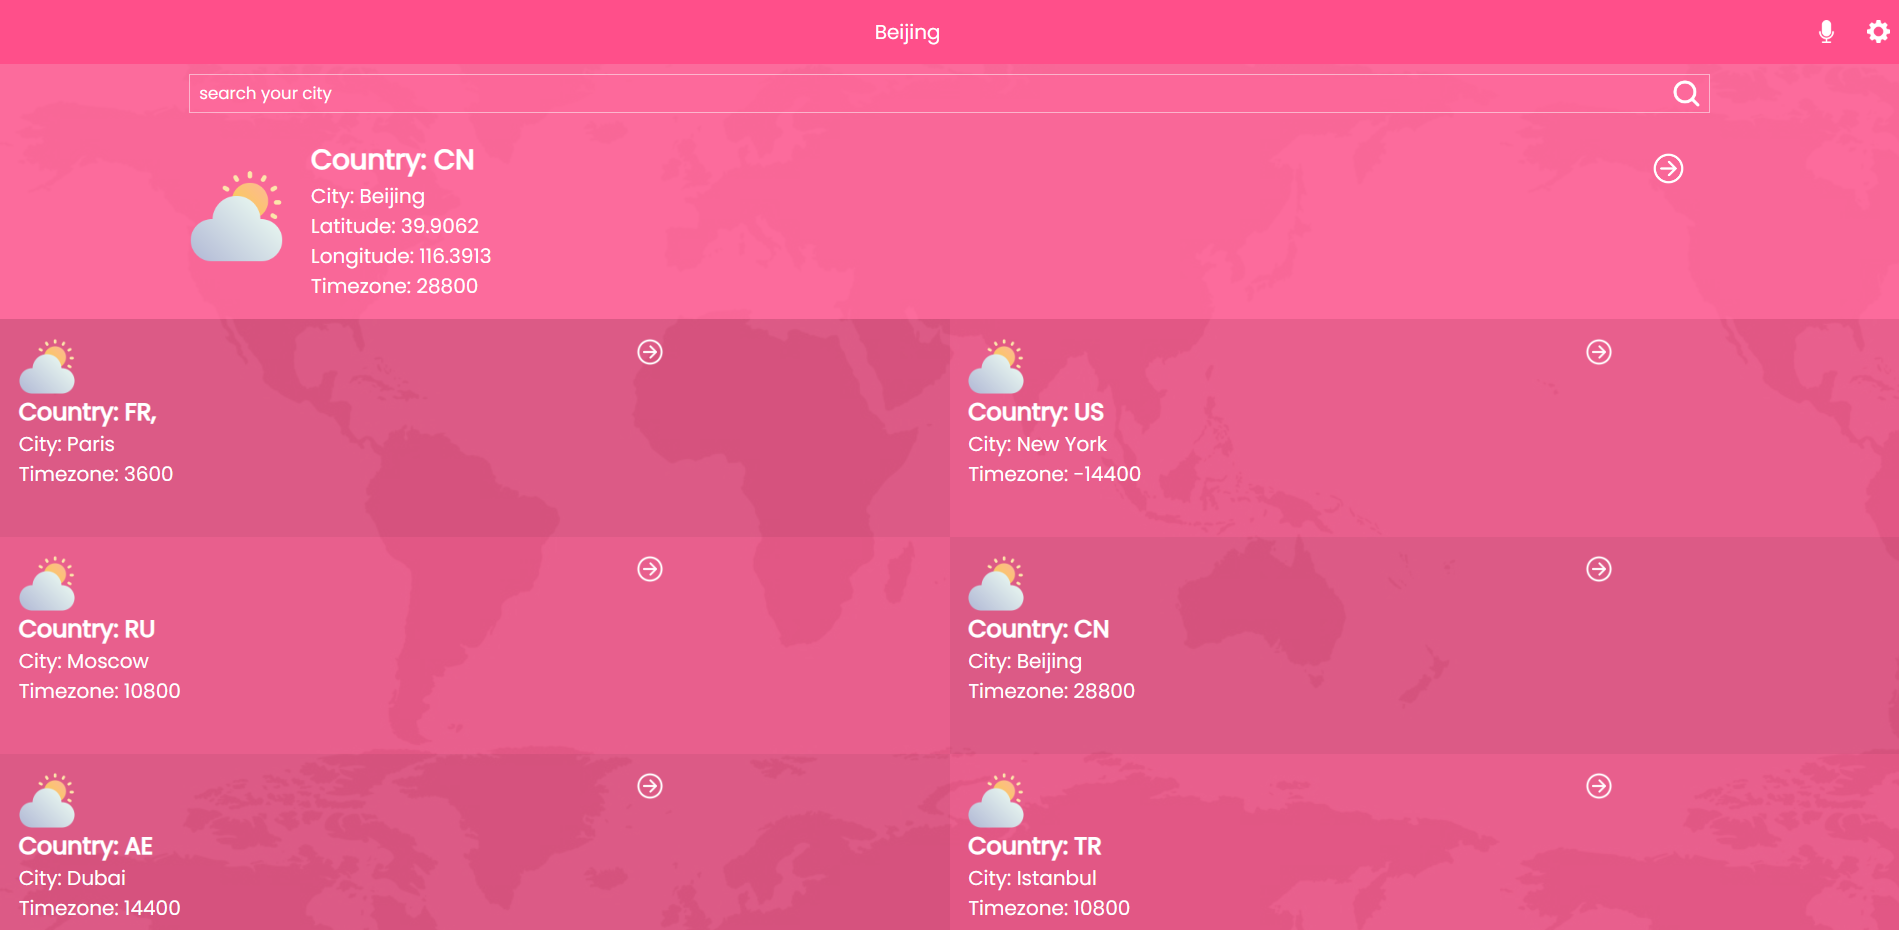 Beijing
search your city
Country: CN
City: Beijing
Latitude: 39.9062
Longitude: 116.3913
Timezone: 28800
Country: FR,
City: Paris
Timezone: 3600
Country: US
City: New York
Timezone: -14400
Country: RU
City: Moscow
Timezone: 10800
Country: CN
City: Beijing
Timezone: 28800
Country: AE
City: Dubai
Timezone: 14400
Country: TR
City: Istanbul
Timezone: 10800